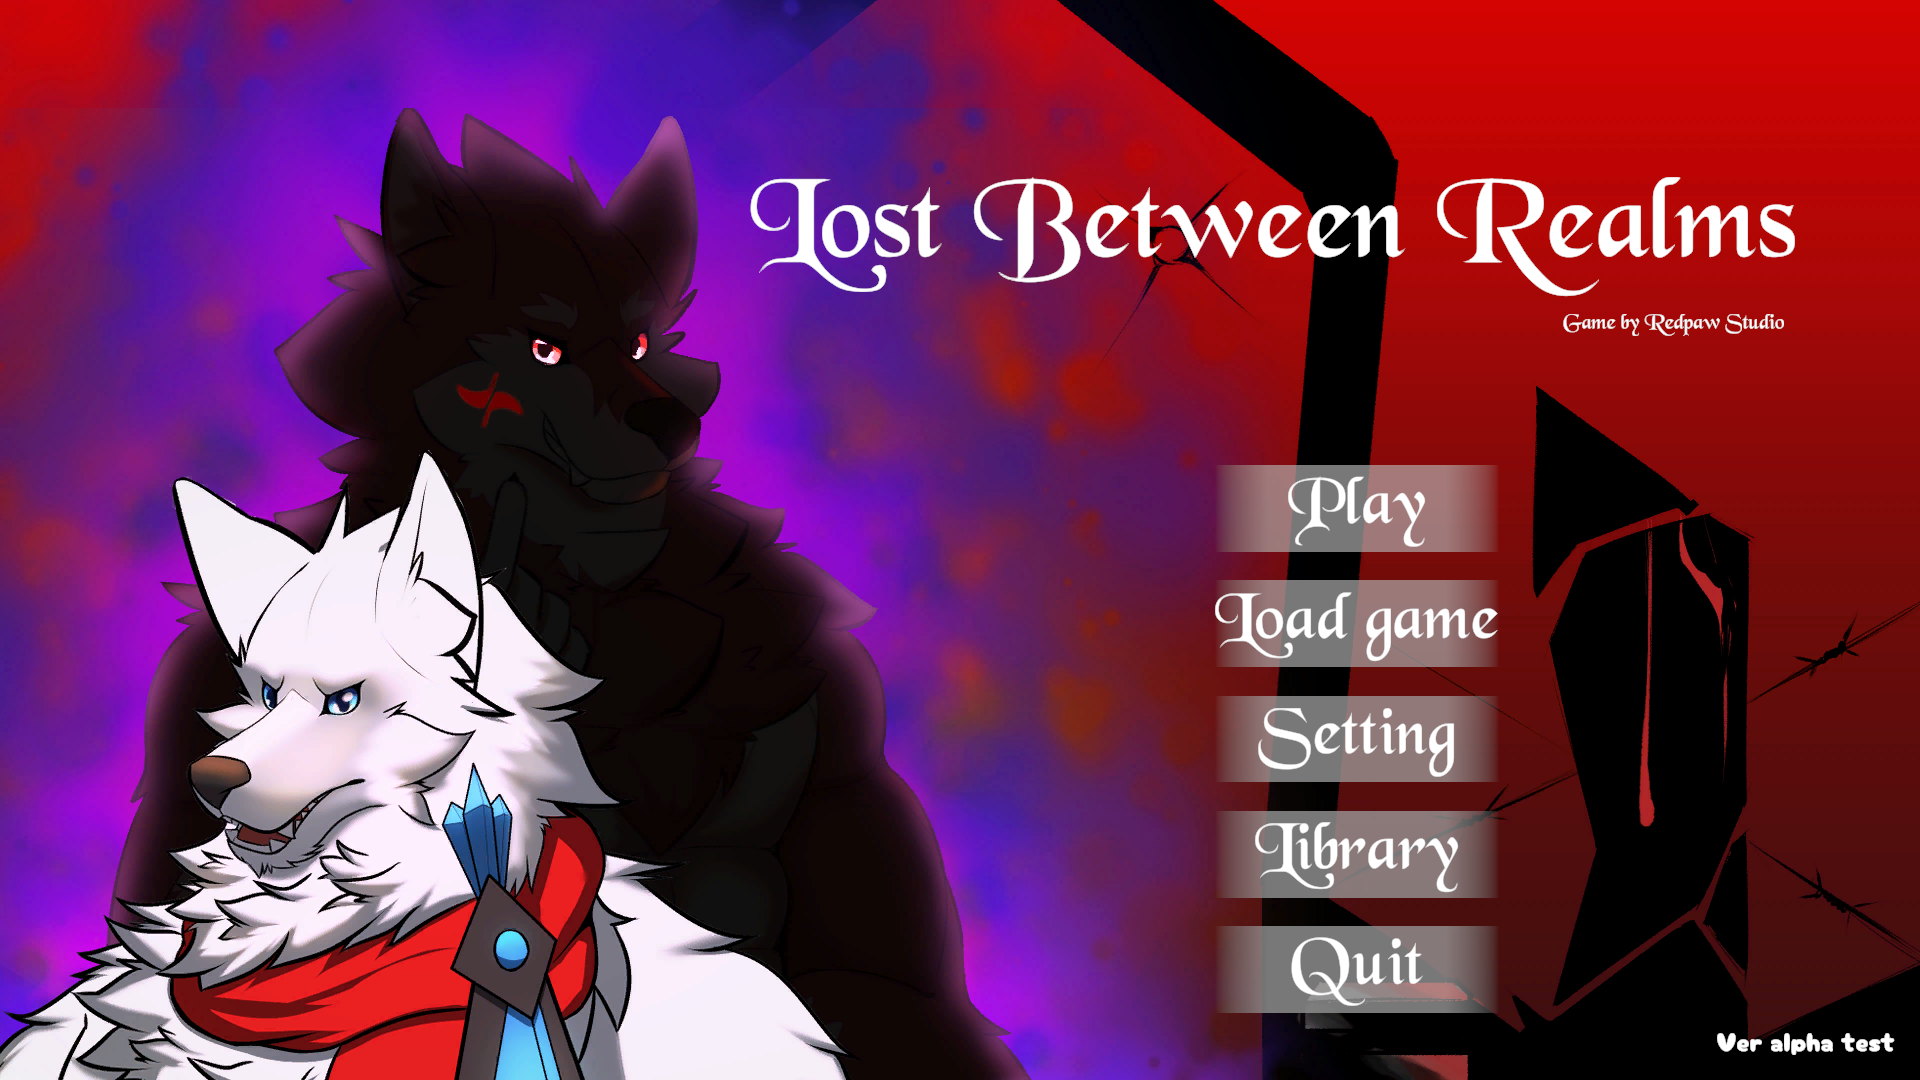 Lost Between Realms
Game by Redpaw Studio
Play
Load game
Setting
Library
Quit
Ver alpha test